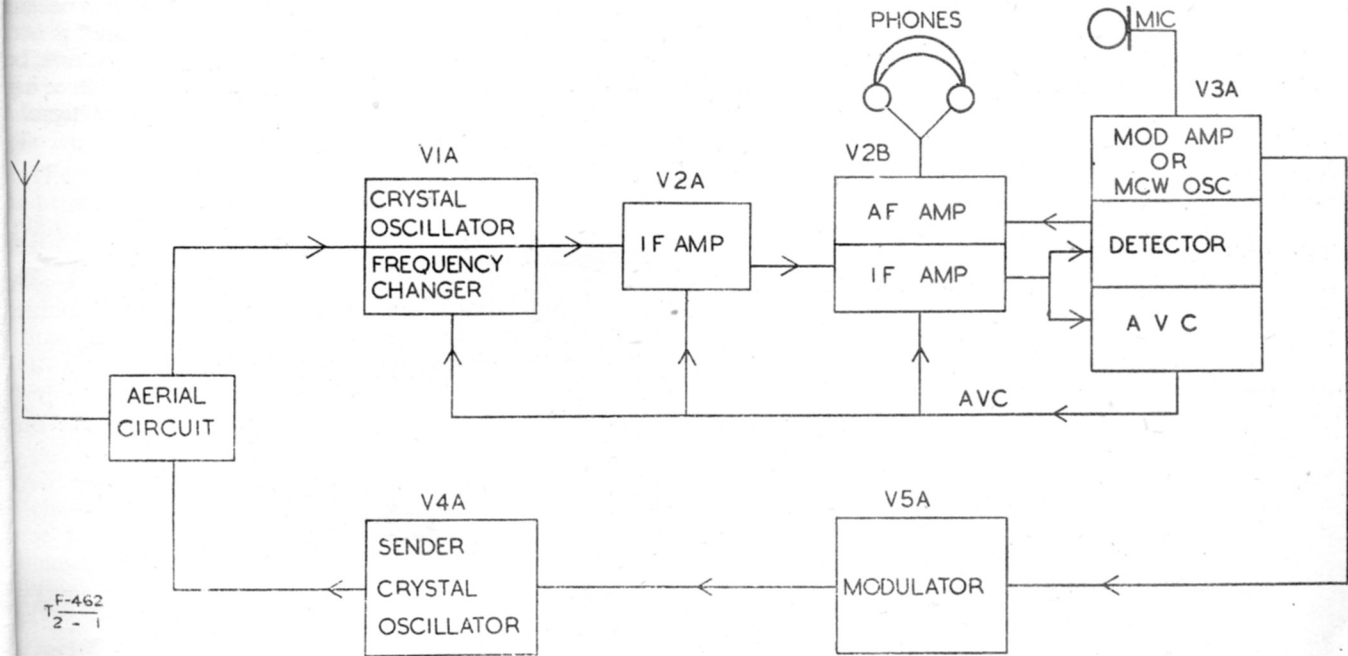 PHONES
MIC
V3A
V1A
V2A
V2B
MOD AMP
OR
MCW OSC
CRYSTAL
OSCILLATOR
FREQUENCY
CHANGER
IF AMP
AF AMP
IF AMP
DETECTOR
A V C
AVC
AERIAL
CIRCUIT
V4A
V5A
SENDER
CRYSTAL
OSCILLATOR
MODULATOR
F-462
T
2 - 1